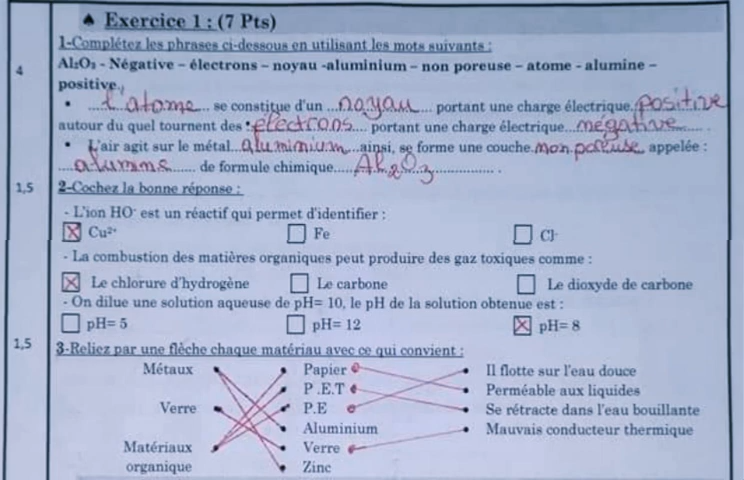 ♠ Exercice 1 : (7 Pts)
1-Complétez les phrases ci-dessous en utilisant les mots suivants :
4
Al₂O₃ - Négative – électrons – noyau -aluminium – non poreuse – atome - alumine –
positive.
• ....L'atome... se constitue d'un ...noyau.... portant une charge électrique. positive
autour du quel tournent des électrons.... portant une charge électrique...négative...... .
• L'air agit sur le métal...aluminium...ainsi, se forme une couche. non poreuse appelée :
...alumine...... de formule chimique.....Al₂O₃................ .
1,5
2-Cochez la bonne réponse :
- L'ion HO⁻ est un réactif qui permet d'identifier :
☒ Cu²⁺ ☐ Fe ☐ Cl⁻
- La combustion des matières organiques peut produire des gaz toxiques comme :
☒ Le chlorure d'hydrogène ☐ Le carbone ☐ Le dioxyde de carbone
- On dilue une solution aqueuse de pH= 10, le pH de la solution obtenue est :
☐ pH= 5 ☐ pH= 12 ☒ pH= 8
1,5
3-Reliez par une flèche chaque matériau avec ce qui convient :
Métaux • • Papier • • Il flotte sur l'eau douce
• P .E.T • • Perméable aux liquides
Verre • • P.E • • Se rétracte dans l'eau bouillante
• Aluminium • Mauvais conducteur thermique
Matériaux • • Verre •
organique • Zinc